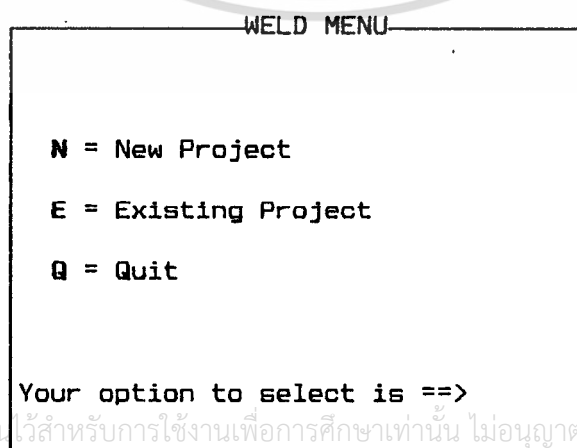 WELD MENU
N = New Project
E = Existing Project
Q = Quit
Your option to select is ==>
ไว้สำหรับการใช้งานเพื่อการศึกษาเท่านั้น ไม่อนุญาต